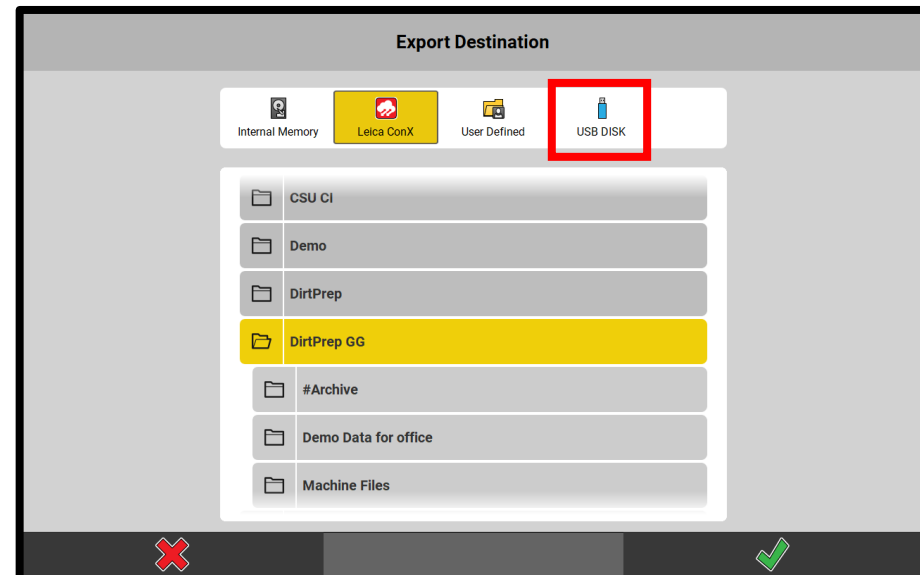 Export Destination
Internal Memory
Leica ConX
User Defined
USB DISK
CSU CI
Demo
DirtPrep
DirtPrep GG
#Archive
Demo Data for office
Machine Files